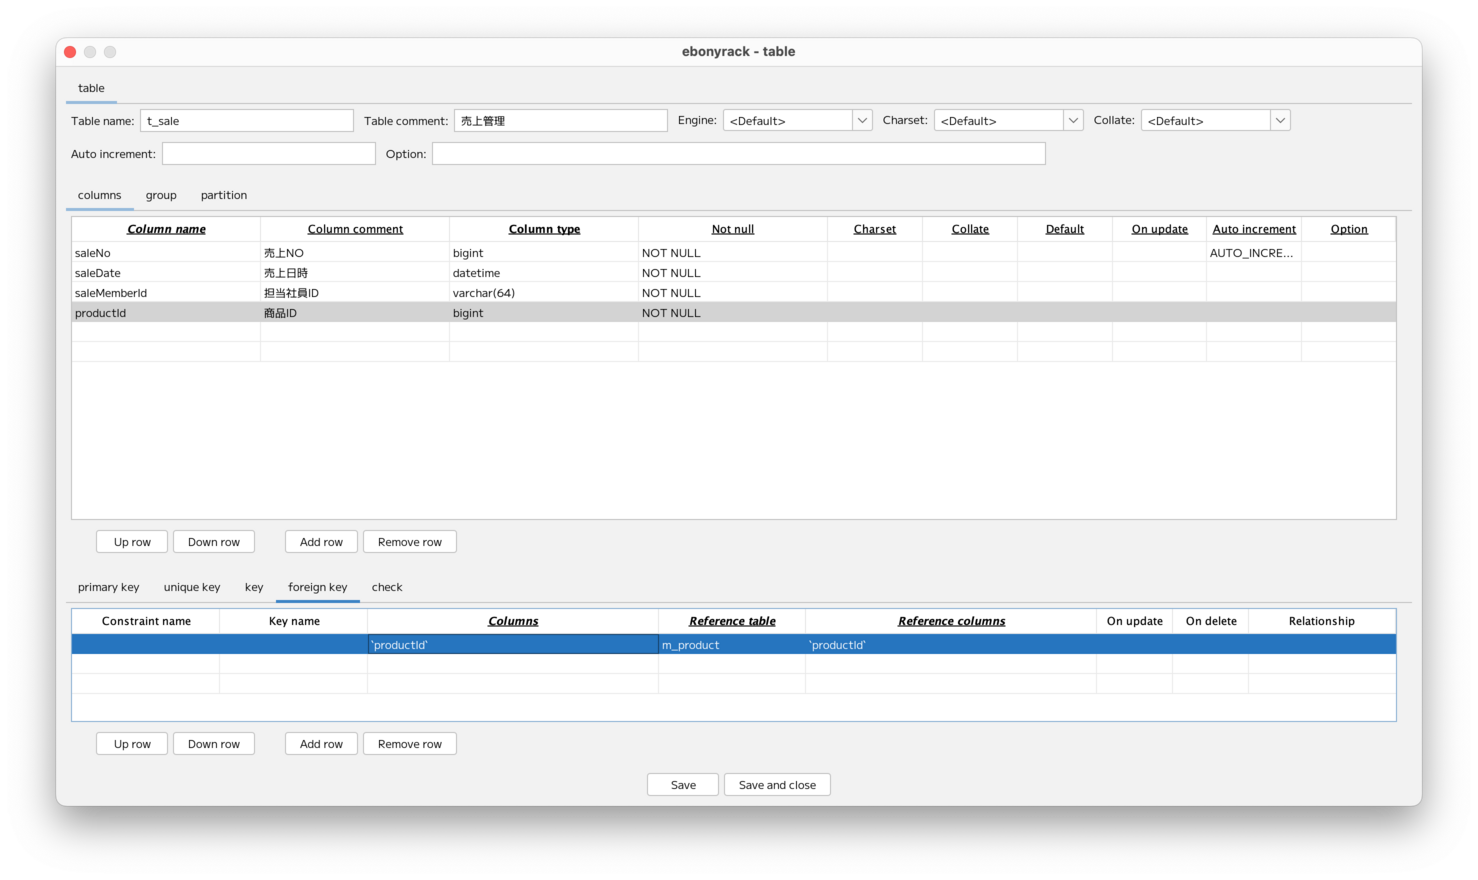 ebonyrack - table
table
Table name: t_sale Table comment: 売上管理 Engine: <Default> Charset: <Default> Collate: <Default>
Auto increment: Option:
columns group partition
Column name Column comment Column type Not null Charset Collate Default On update Auto increment Option
saleNo 売上NO bigint NOT NULL AUTO_INCRE...
saleDate 売上日時 datetime NOT NULL
saleMemberId 担当社員ID varchar(64) NOT NULL
productId 商品ID bigint NOT NULL
Up row Down row Add row Remove row
primary key unique key key foreign key check
Constraint name Key name Columns Reference table Reference columns On update On delete Relationship
`productId` m_product `productId`
Up row Down row Add row Remove row
Save Save and close